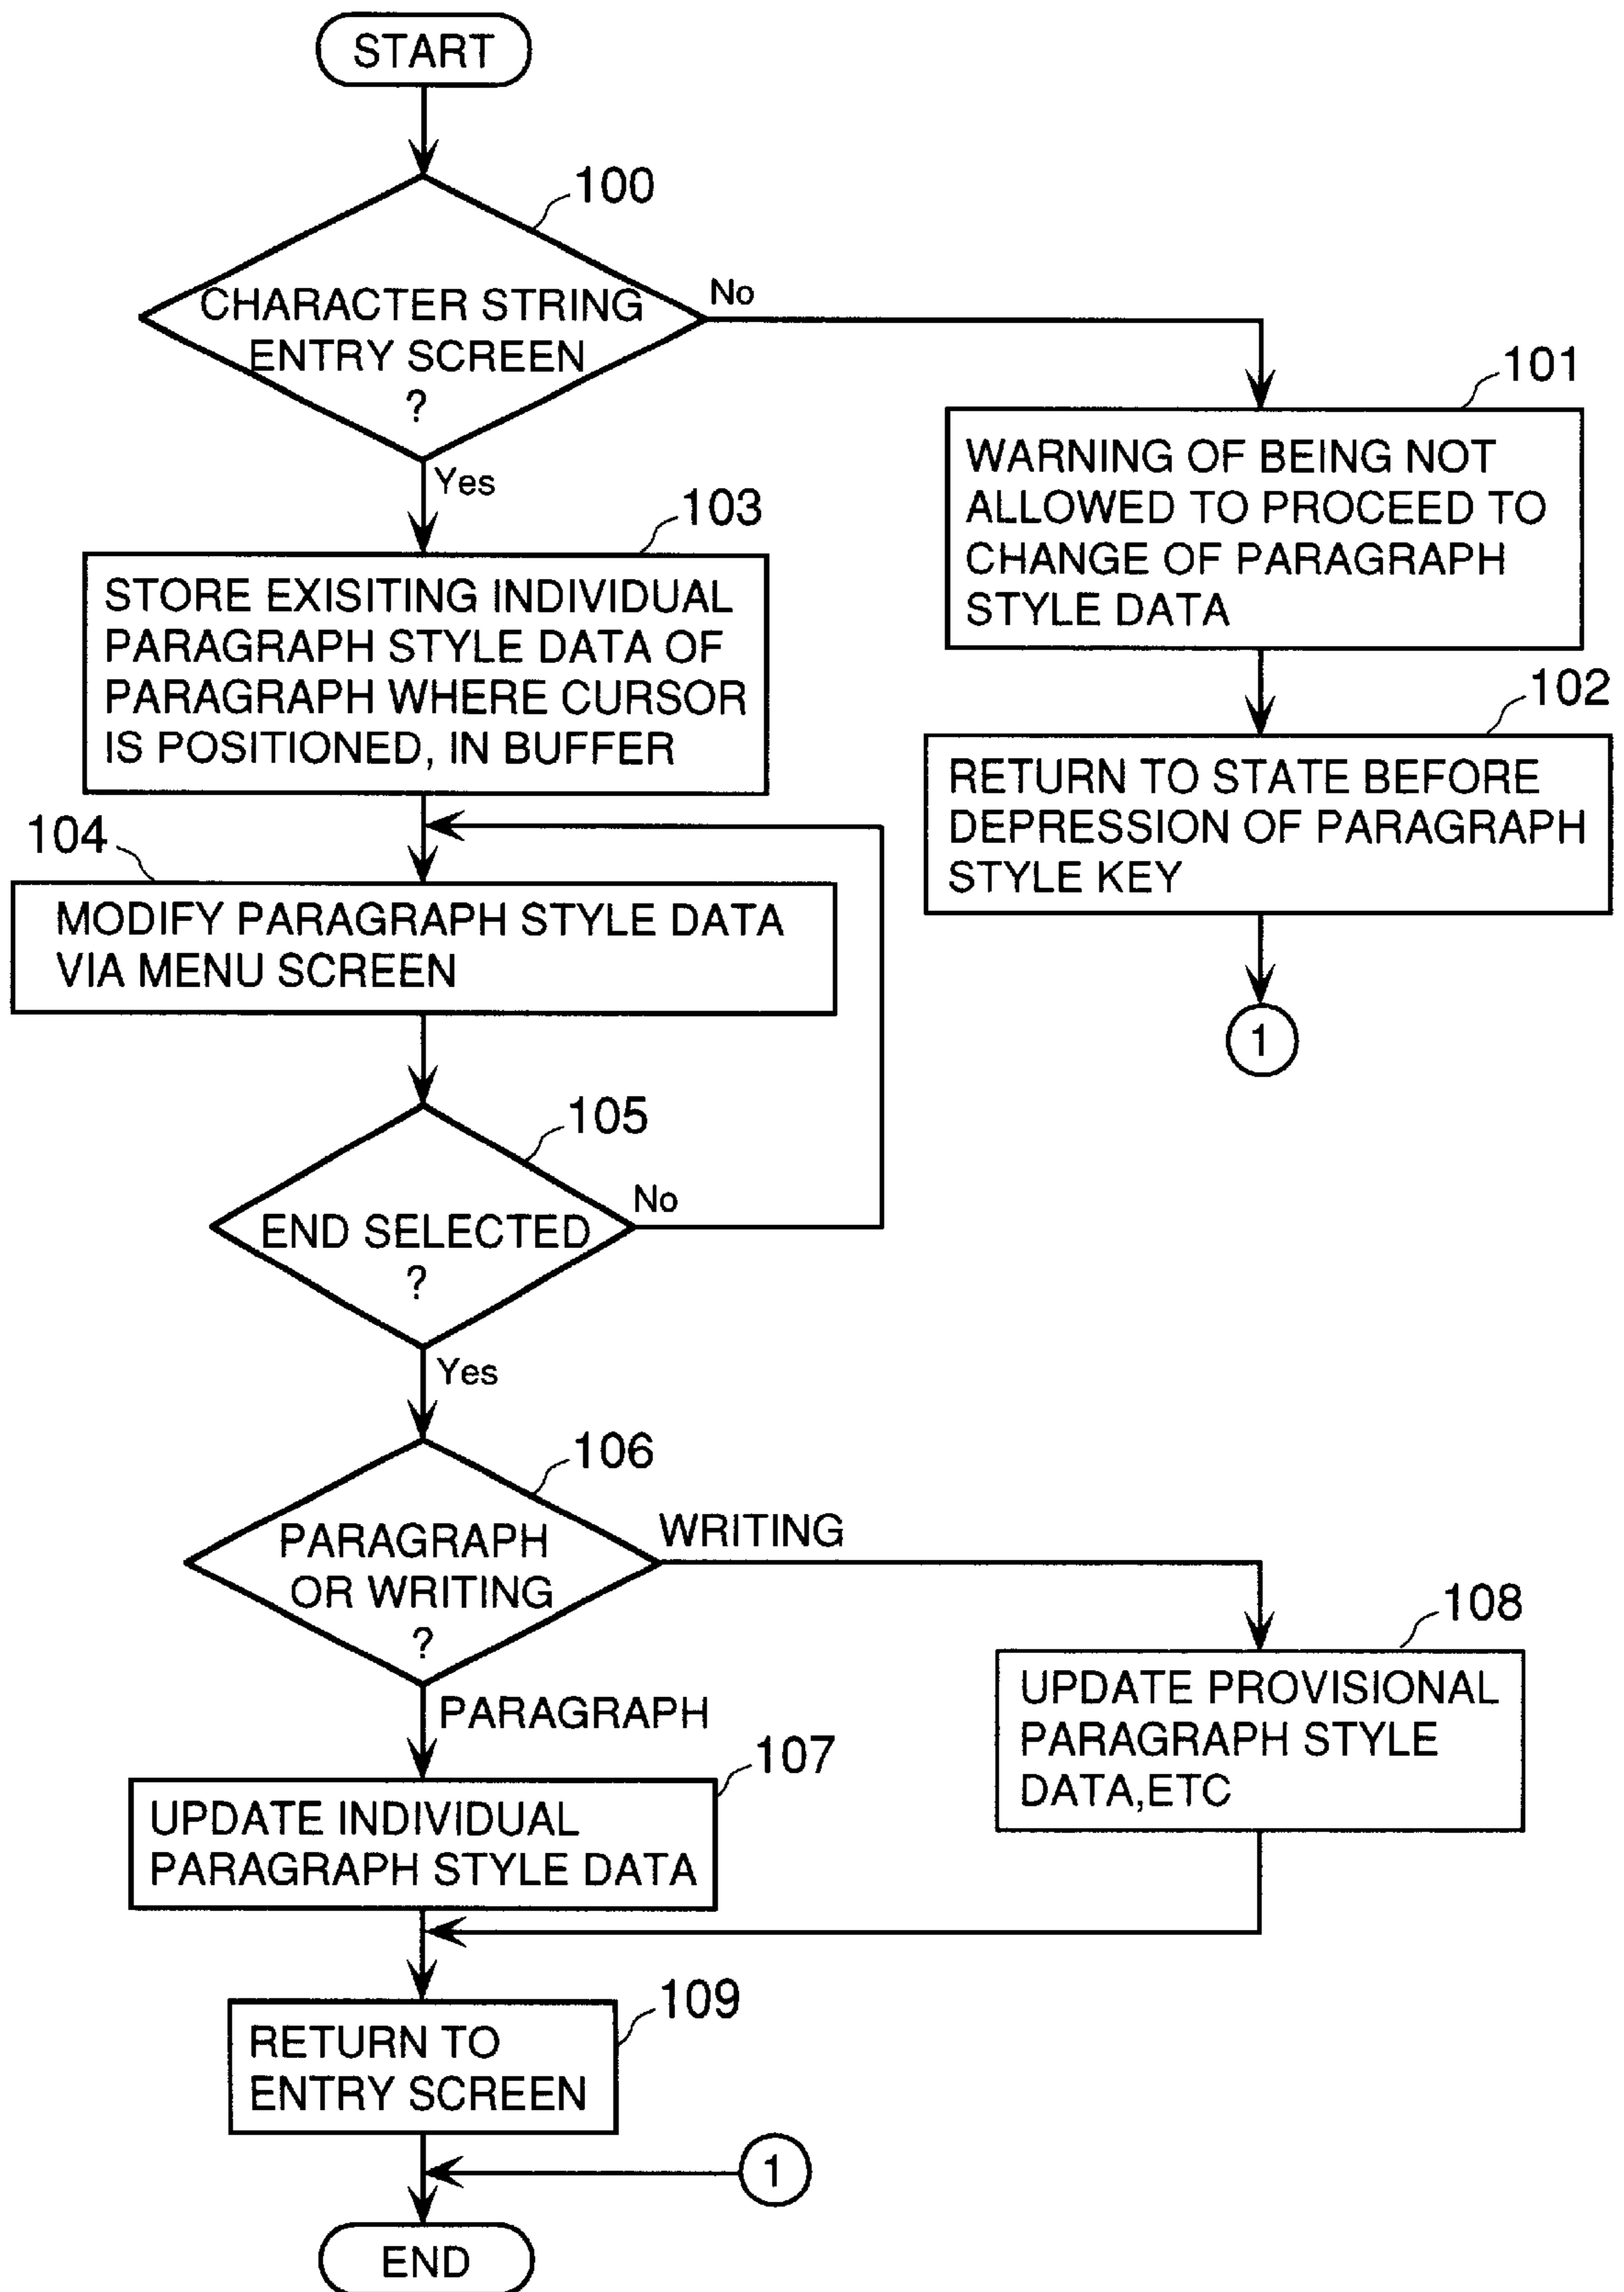 START
100
CHARACTER STRING
ENTRY SCREEN
?
No
Yes
101
WARNING OF BEING NOT
ALLOWED TO PROCEED TO
CHANGE OF PARAGRAPH
STYLE DATA
103
STORE EXISITING INDIVIDUAL
PARAGRAPH STYLE DATA OF
PARAGRAPH WHERE CURSOR
IS POSITIONED, IN BUFFER
102
RETURN TO STATE BEFORE
DEPRESSION OF PARAGRAPH
STYLE KEY
1
104
MODIFY PARAGRAPH STYLE DATA
VIA MENU SCREEN
105
END SELECTED
?
No
Yes
106
PARAGRAPH
OR WRITING
?
WRITING
PARAGRAPH
108
UPDATE PROVISIONAL
PARAGRAPH STYLE
DATA,ETC
107
UPDATE INDIVIDUAL
PARAGRAPH STYLE DATA
109
RETURN TO
ENTRY SCREEN
1
END